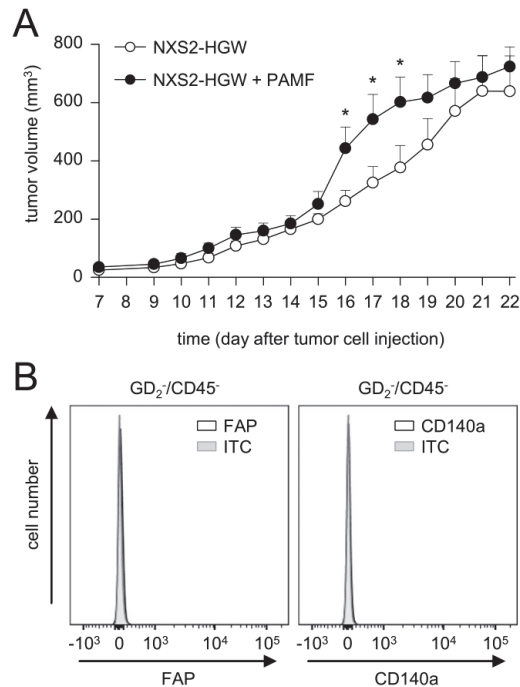 A
800
600
400
200
0
tumor volume (mm³)
NXS2-HGW
NXS2-HGW + PAMF
* * *
7 8 9 10 11 12 13 14 15 16 17 18 19 20 21 22
time (day after tumor cell injection)
B
GD₂⁻/CD45⁻
FAP
ITC
cell number
-10³ 0 10³ 10⁴ 10⁵
FAP
GD₂⁻/CD45⁻
CD140a
ITC
-10³ 0 10³ 10⁴ 10⁵
CD140a